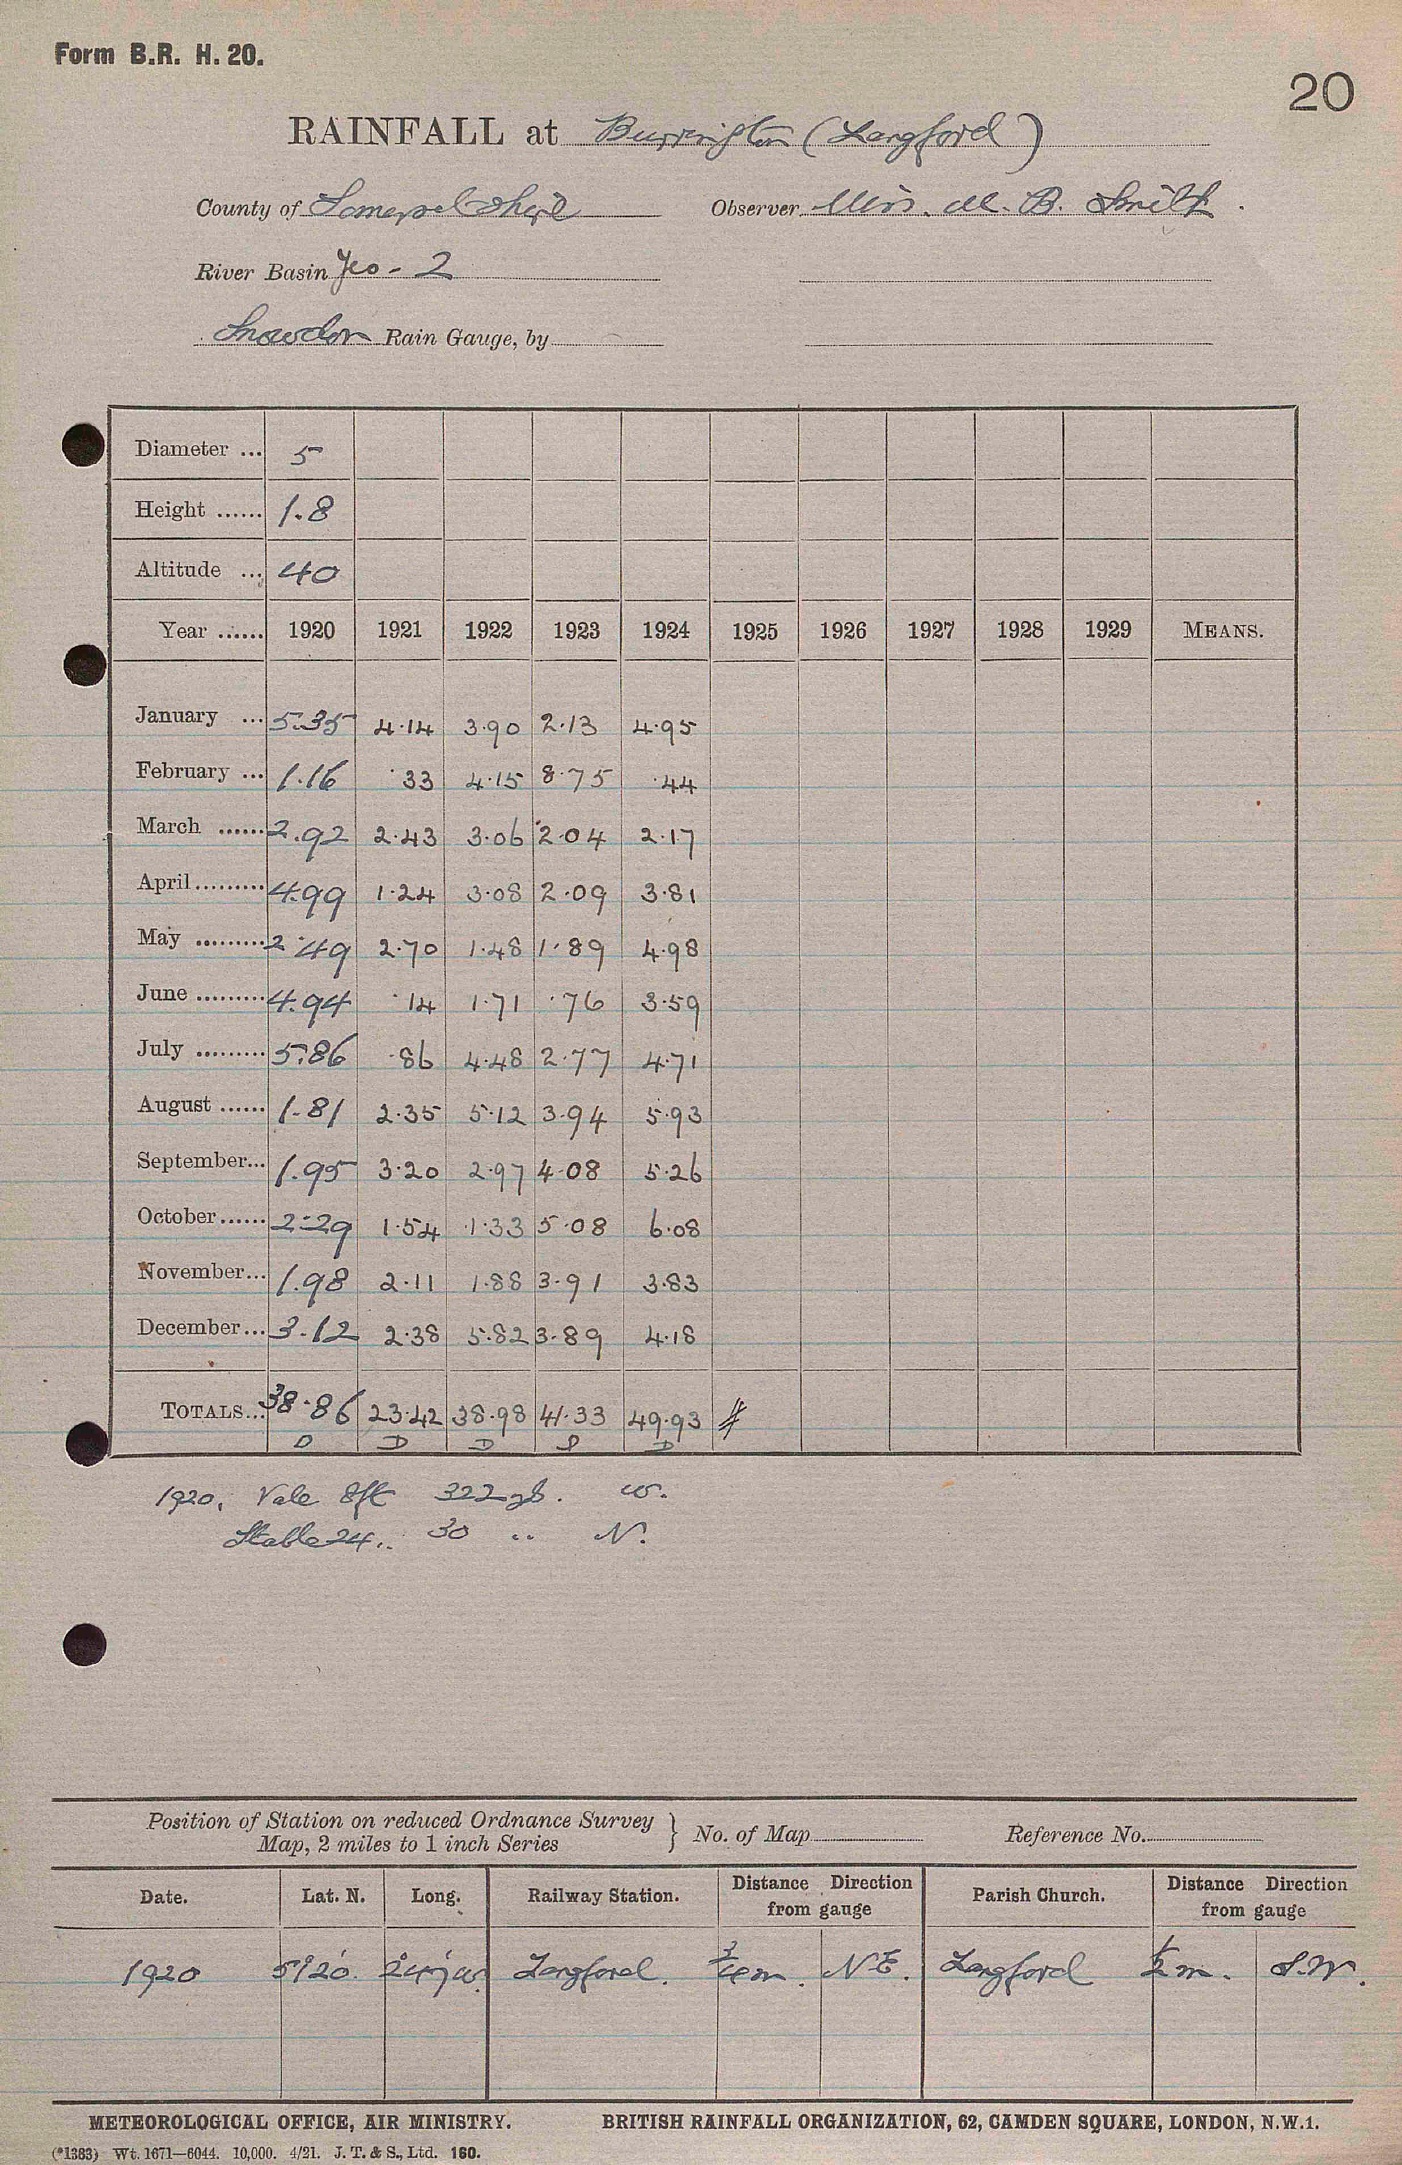 Form B.R. H. 20.
20
RAINFALL at Burrington (Langford)
County of Somersetshire Observer Miss. M. B. Smith.
River Basin Yeo - 2
Snowdon Rain Gauge, by
Diameter ... 5
Height ...... 1.8
Altitude ... 40
Year ...... 1920 1921 1922 1923 1924 1925 1926 1927 1928 1929 MEANS.
January ... 5.35 4.14 3.90 2.13 4.95
February ... 1.16 .33 4.15 8.75 .44
March ...... 2.92 2.43 3.06 2.04 2.17
April ......... 4.99 1.24 3.08 2.09 3.81
May ......... 2.49 2.70 1.48 1.89 4.98
June ......... 4.94 .14 1.71 .76 3.59
July ......... 5.86 .86 4.48 2.77 4.71
August ...... 1.81 2.35 5.12 3.94 5.93
September... 1.95 3.20 2.97 4.08 5.26
October ...... 2.29 1.54 1.33 5.08 6.08
November... 1.98 2.11 1.88 3.91 3.83
December ... 3.12 2.38 5.82 3.89 4.18
TOTALS... 38.86 23.42 38.98 41.33 49.93
D D D D
1920, Vale 8ft 322 yds. W.
Stable 24 .. 30 .. N.
Position of Station on reduced Ordnance Survey
Map, 2 miles to 1 inch Series } No. of Map Reference No.
Date. Lat. N. Long. Railway Station. Distance from gauge Direction Parish Church. Distance from gauge Direction
1920 51°20'. 2°47'W. Langford. 3/4 m. N.E. Langford 1/2 m. S.W.
METEOROLOGICAL OFFICE, AIR MINISTRY. BRITISH RAINFALL ORGANIZATION, 62, CAMDEN SQUARE, LONDON, N.W.1.
(*1383) Wt. 1671—6044. 10,000. 4/21. J. T. & S., Ltd. 160.